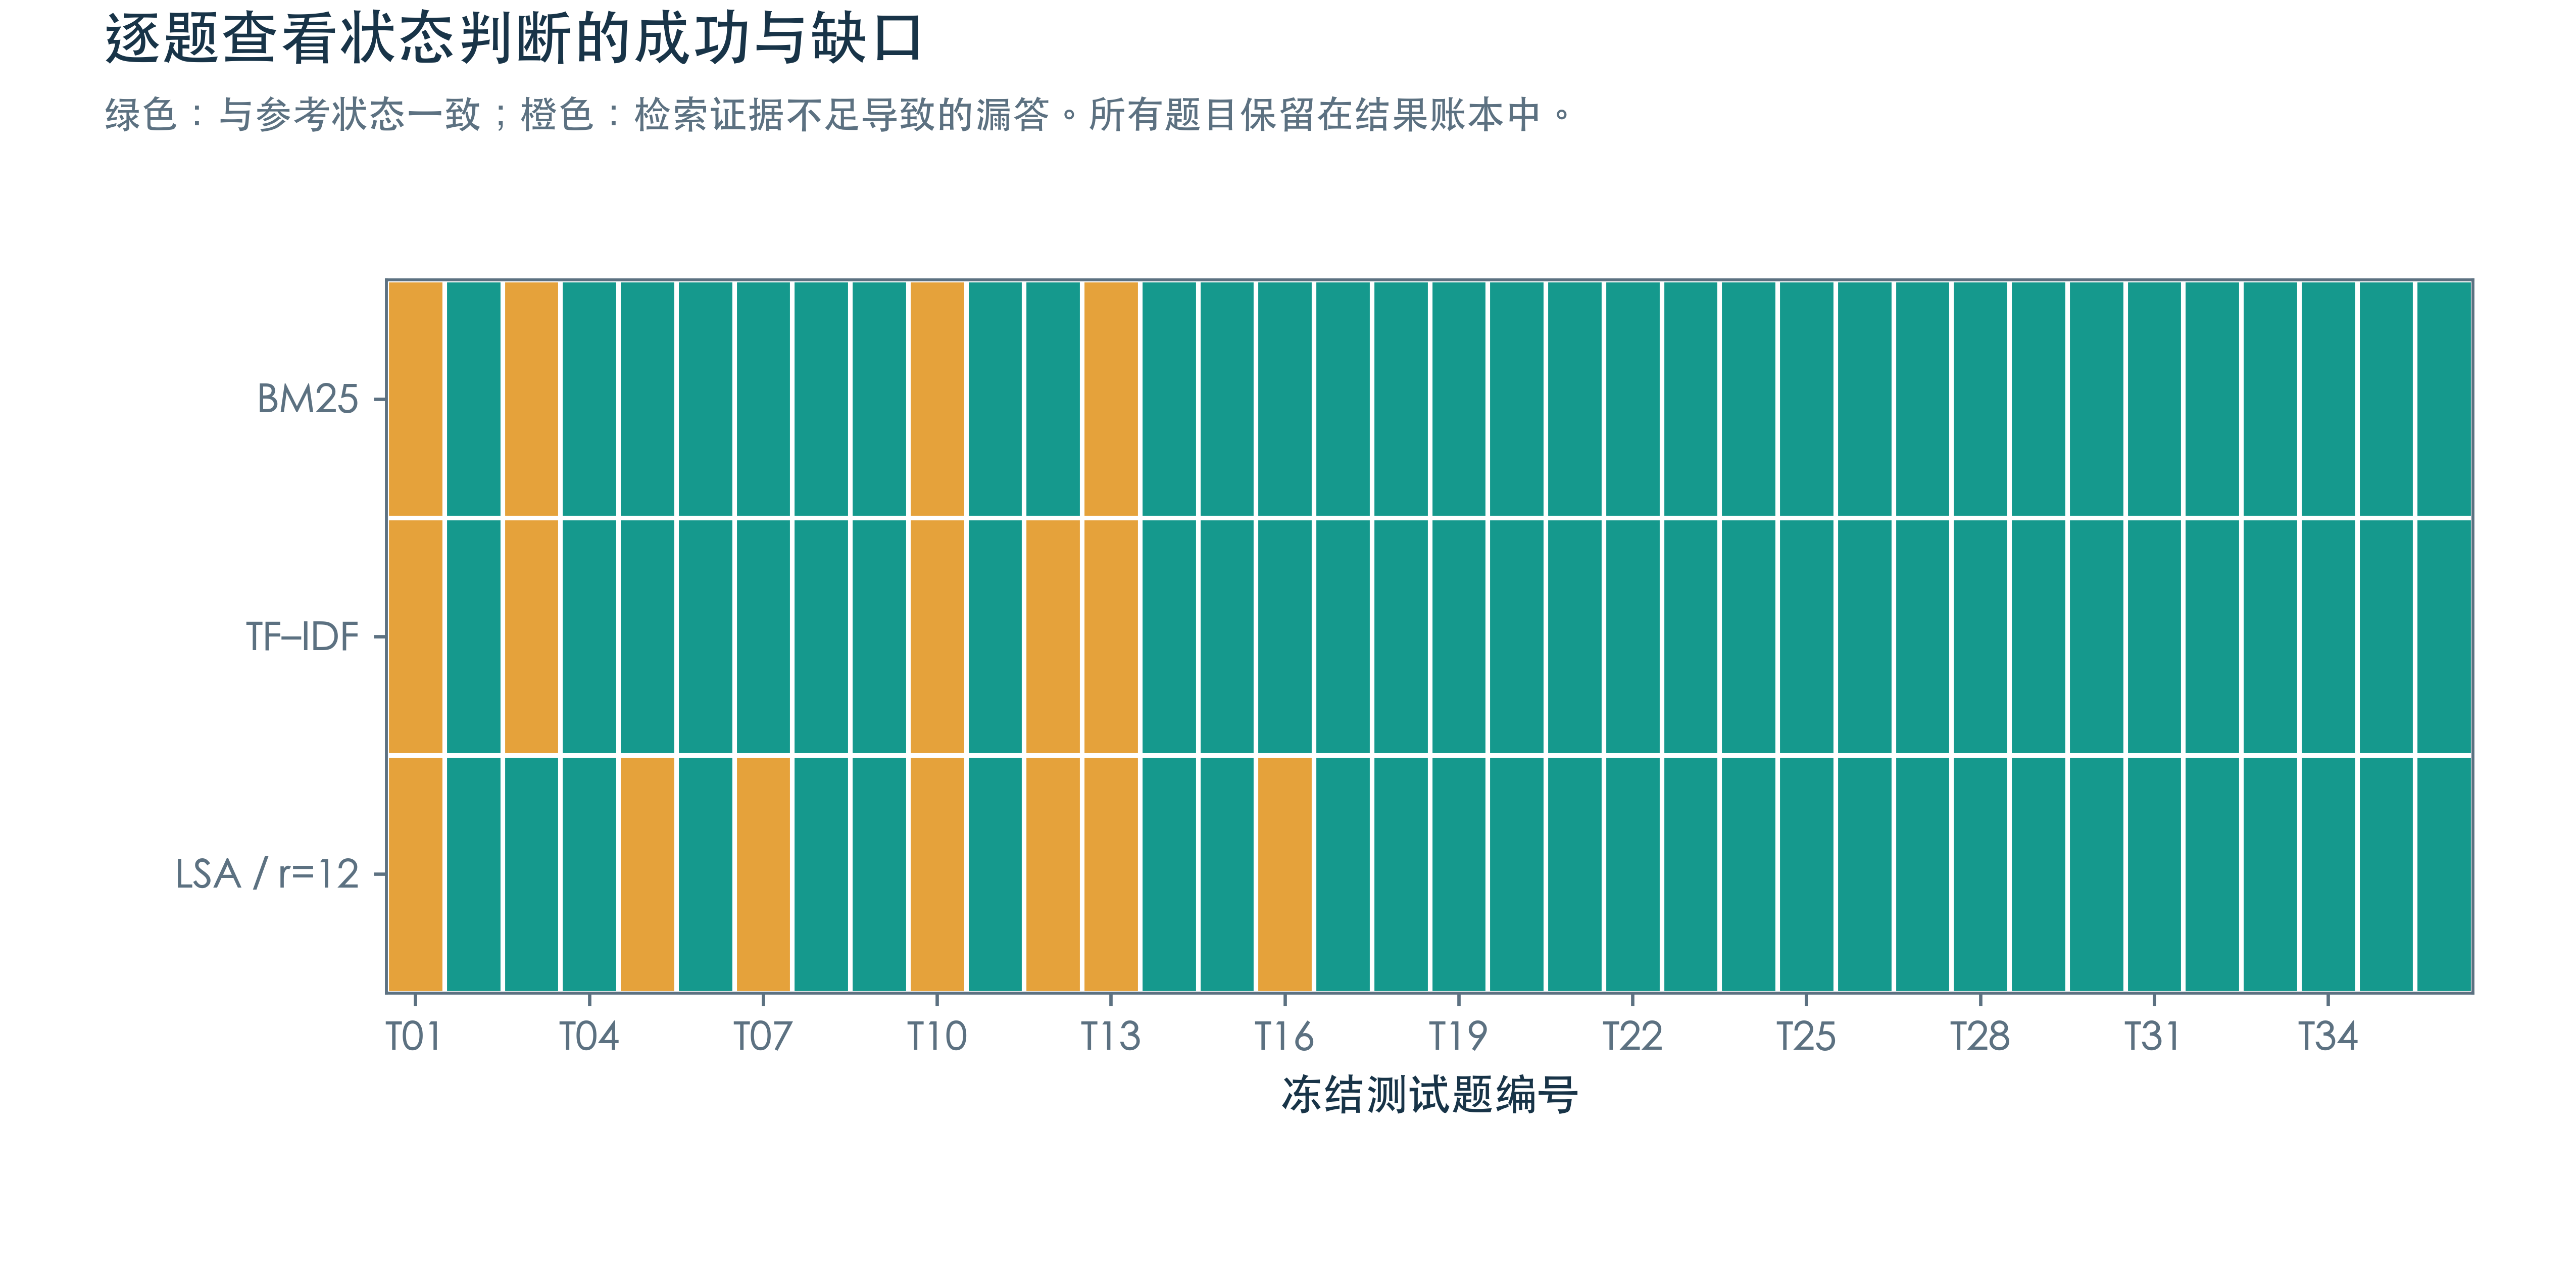 逐题查看状态判断的成功与缺口
绿色：与参考状态一致；橙色：检索证据不足导致的漏答。所有题目保留在结果账本中。
BM25
TF–IDF
LSA / r=12
T01 T04 T07 T10 T13 T16 T19 T22 T25 T28 T31 T34
冻结测试题编号